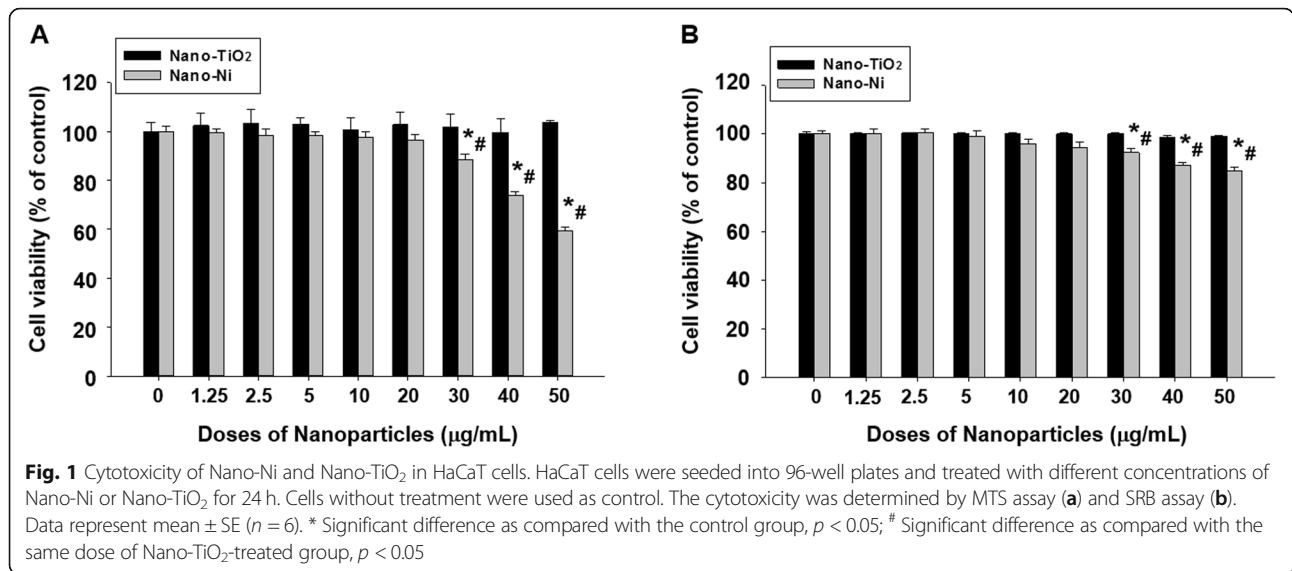 A
Nano-TiO2
Nano-Ni
Cell viability (% of control)
120
100
80
60
40
20
0
* #
* #
* #
0 1.25 2.5 5 10 20 30 40 50
Doses of Nanoparticles (µg/mL)
B
Nano-TiO2
Nano-Ni
Cell viability (% of control)
120
100
80
60
40
20
0
* #
* #
* #
0 1.25 2.5 5 10 20 30 40 50
Doses of Nanoparticles (µg/mL)
Fig. 1 Cytotoxicity of Nano-Ni and Nano-TiO2 in HaCaT cells. HaCaT cells were seeded into 96-well plates and treated with different concentrations of
Nano-Ni or Nano-TiO2 for 24 h. Cells without treatment were used as control. The cytotoxicity was determined by MTS assay (a) and SRB assay (b).
Data represent mean ± SE (n = 6). * Significant difference as compared with the control group, p < 0.05; # Significant difference as compared with the
same dose of Nano-TiO2-treated group, p < 0.05